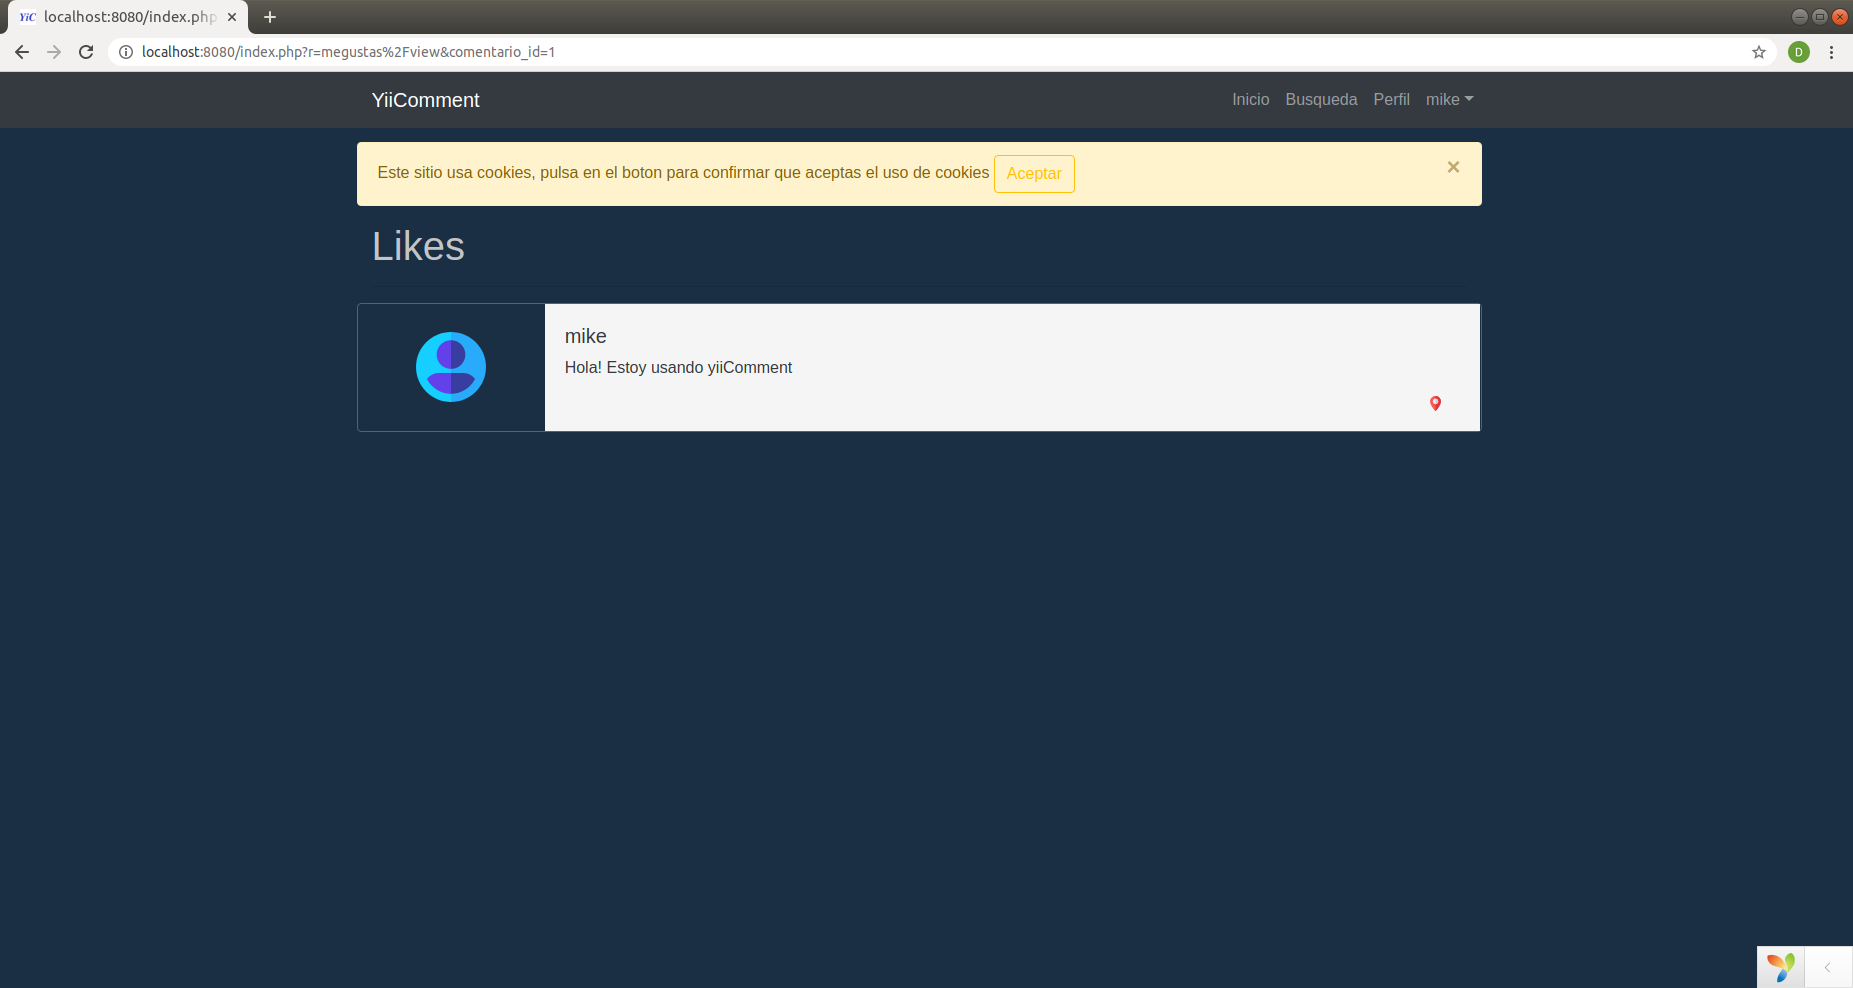 YiC localhost:8080/index.php
localhost:8080/index.php?r=megustas%2Fview&comentario_id=1
D
YiiComment
Inicio Busqueda Perfil mike
Este sitio usa cookies, pulsa en el boton para confirmar que aceptas el uso de cookies Aceptar ×
Likes
mike
Hola! Estoy usando yiiComment